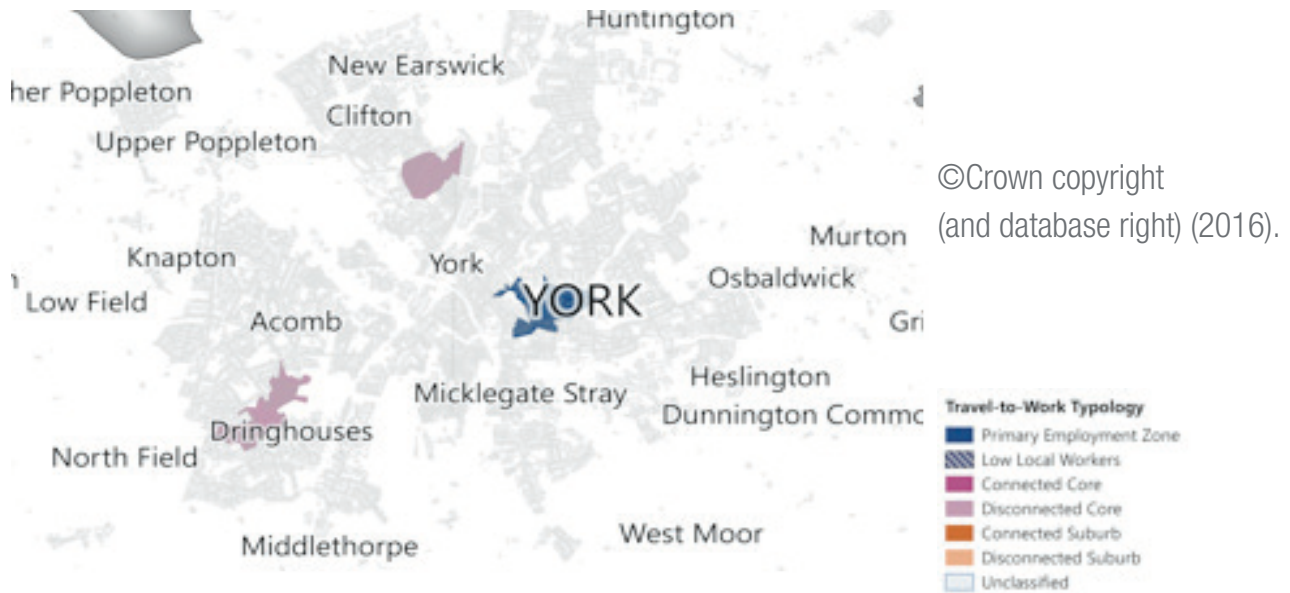 Huntington
New Earswick
her Poppleton
Clifton
Upper Poppleton
©Crown copyright
(and database right) (2016).
Murton
Knapton
York
Osbaldwick
n
Low Field
YORK
Acomb
Gri
Heslington
Micklegate Stray
Dunnington Commo
Dringhouses
North Field
West Moor
Middlethorpe
Travel-to-Work Typology
Primary Employment Zone
Low Local Workers
Connected Core
Disconnected Core
Connected Suburb
Disconnected Suburb
Unclassified